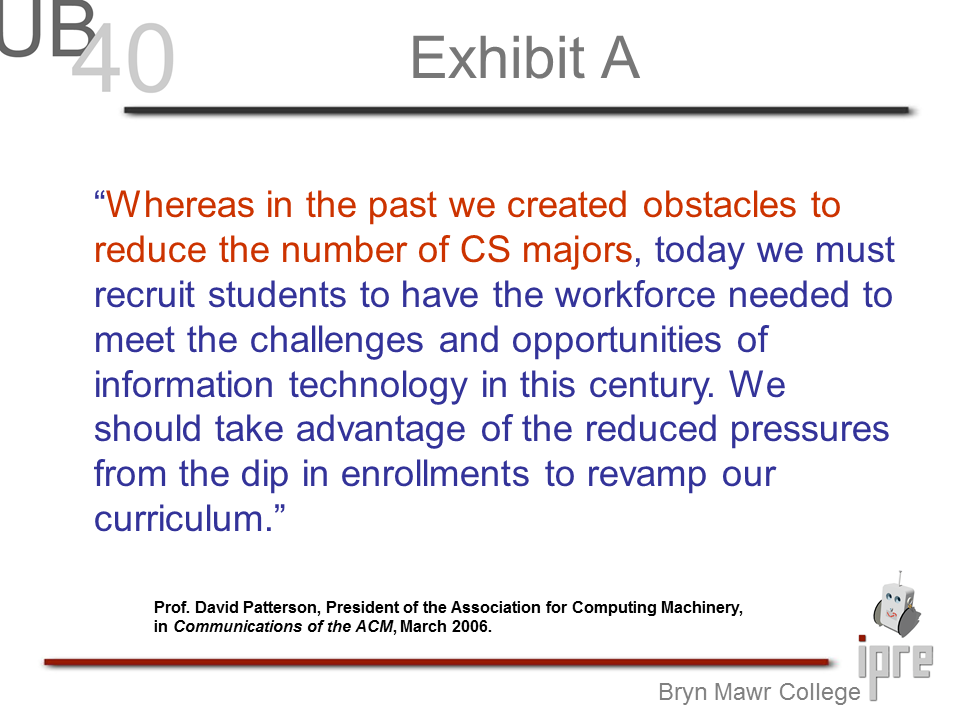 UB
40
Exhibit A
“Whereas in the past we created obstacles to
reduce the number of CS majors, today we must
recruit students to have the workforce needed to
meet the challenges and opportunities of
information technology in this century. We
should take advantage of the reduced pressures
from the dip in enrollments to revamp our
curriculum.”
Prof. David Patterson, President of the Association for Computing Machinery,
in Communications of the ACM, March 2006.
ipre
Bryn Mawr College